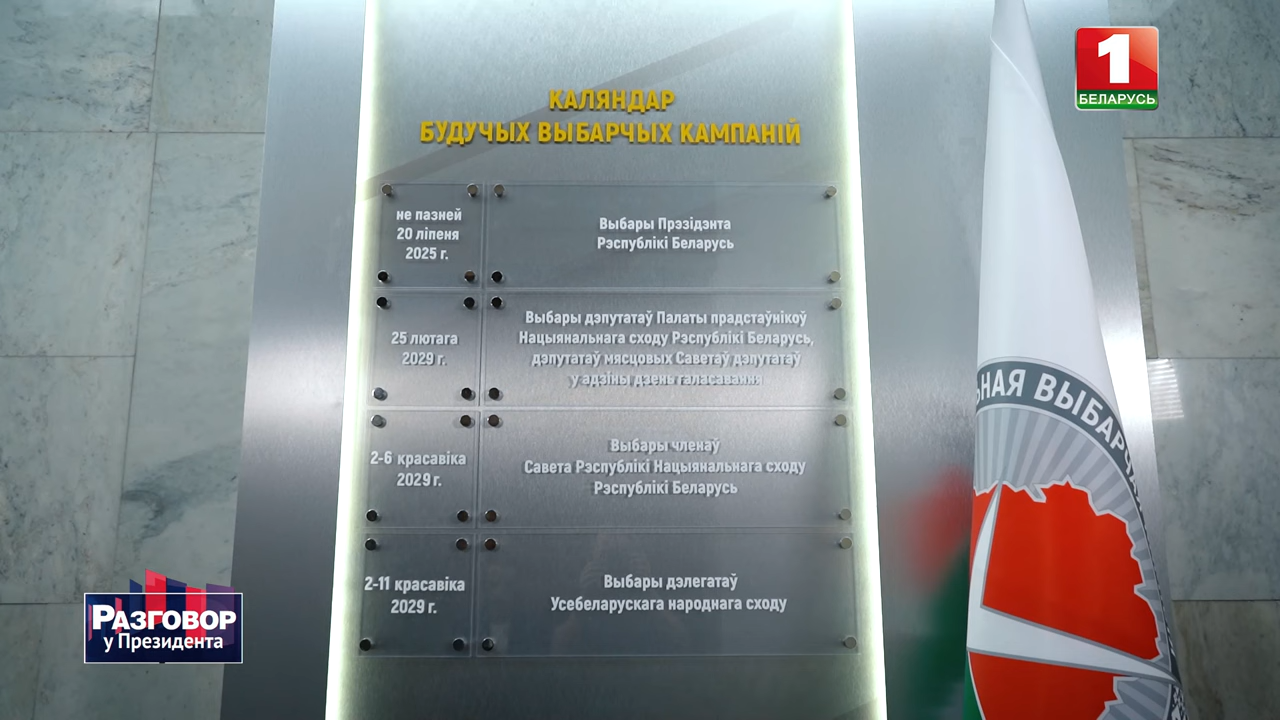 1
БЕЛАРУСЬ
КАЛЯНДАР
БУДУЧЫХ ВЫБАРЧЫХ КАМПАНІЙ
не пазней
20 ліпеня
2025 г.
Выбары Прэзідэнта
Рэспублікі Беларусь
25 лютага
2029 г.
Выбары дэпутатаў Палаты прадстаўнікоў
Нацыянальнага сходу Рэспублікі Беларусь,
дэпутатаў мясцовых Саветаў дэпутатаў
у адзіны дзень галасавання
2-6 красавіка
2029 г.
Выбары членаў
Савета Рэспублікі Нацыянальнага сходу
Рэспублікі Беларусь
2-11 красавіка
2029 г.
Выбары дэлегатаў
Усебеларускага народнага сходу
ЬНАЯ ВЫБАРЧ
РАЗГОВОР
у Президента